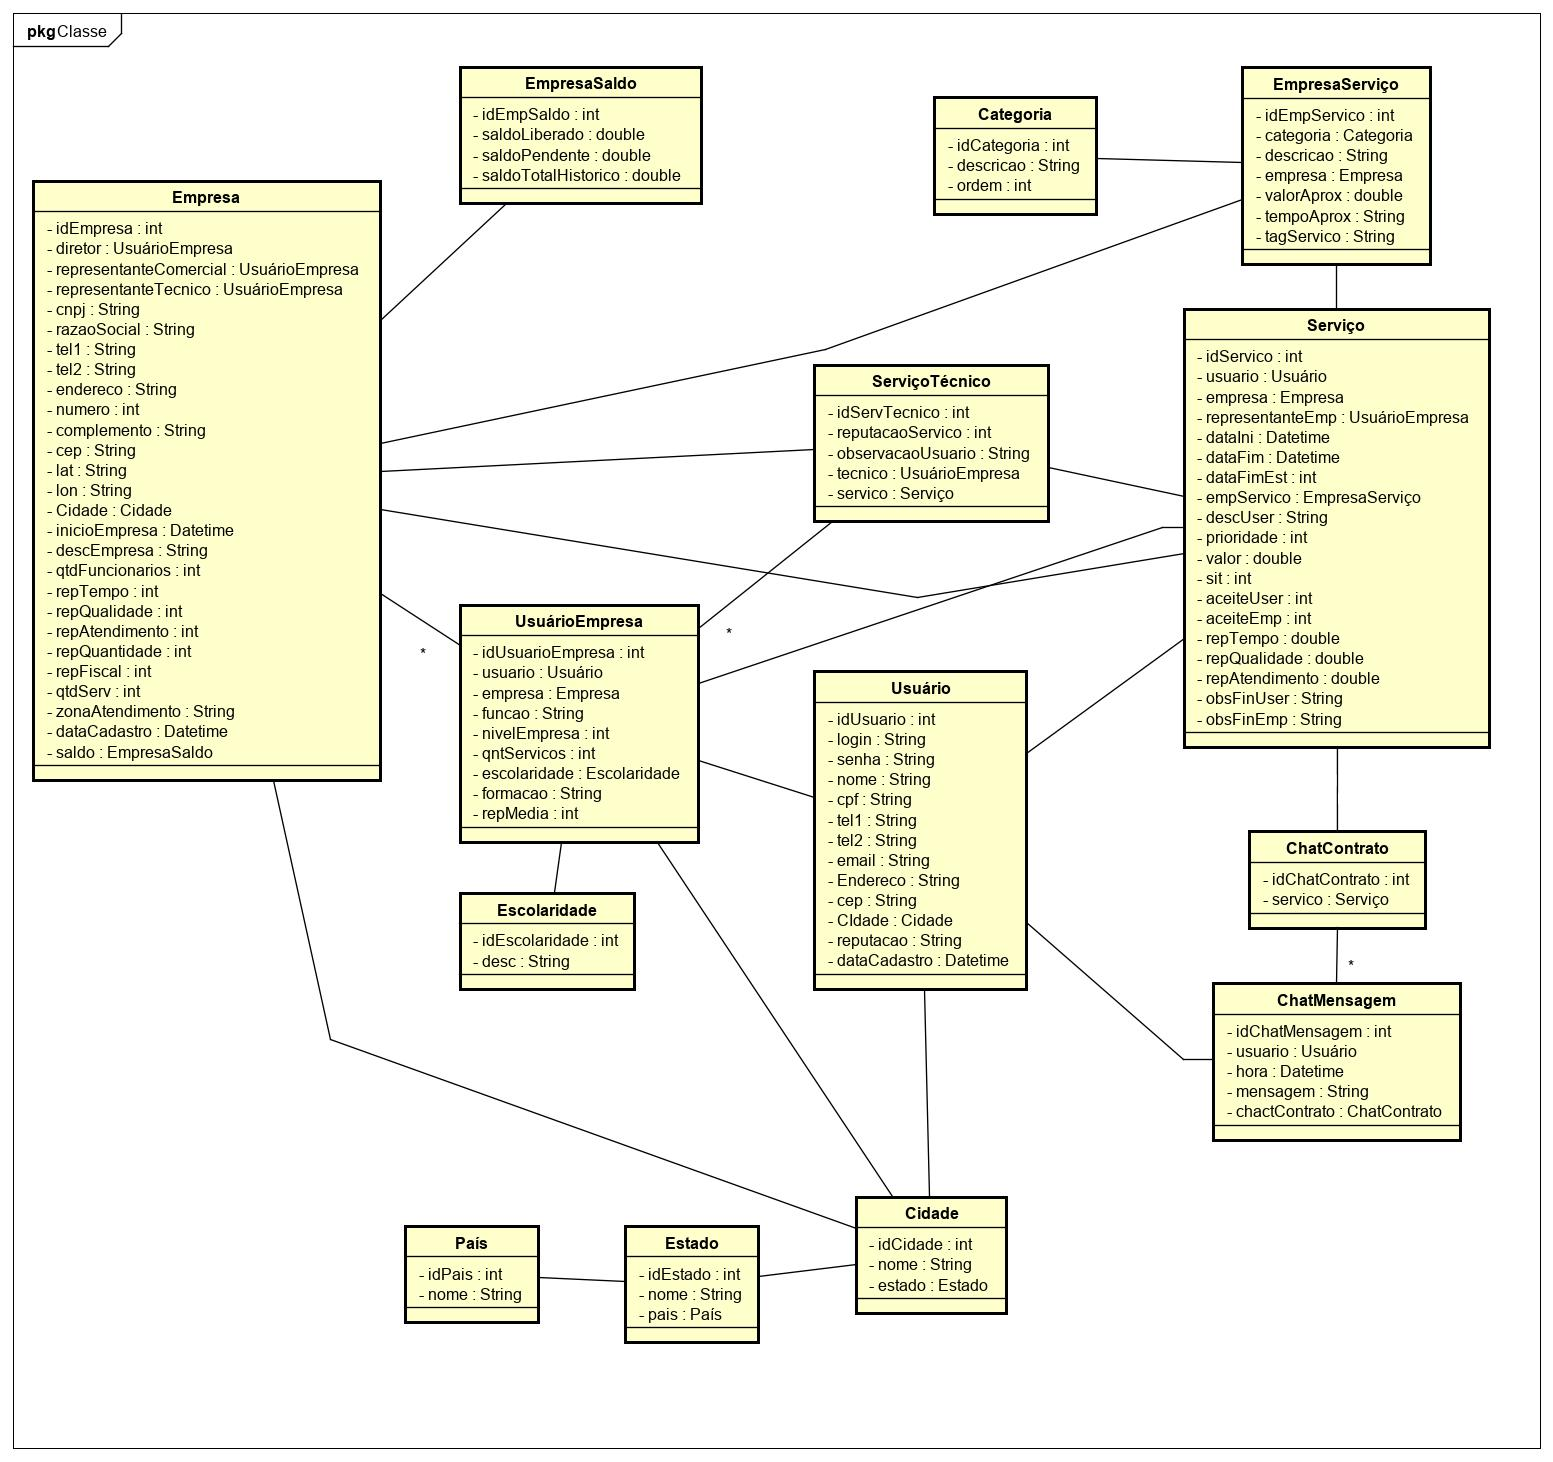 pkg Classe
EmpresaSaldo
- idEmpSaldo : int
- saldoLiberado : double
- saldoPendente : double
- saldoTotalHistorico : double
Categoria
- idCategoria : int
- descricao : String
- ordem : int
EmpresaServiço
- idEmpServico : int
- categoria : Categoria
- descricao : String
- empresa : Empresa
- valorAprox : double
- tempoAprox : String
- tagServico : String
Empresa
- idEmpresa : int
- diretor : UsuárioEmpresa
- representanteComercial : UsuárioEmpresa
- representanteTecnico : UsuárioEmpresa
- cnpj : String
- razaoSocial : String
- tel1 : String
- tel2 : String
- endereco : String
- numero : int
- complemento : String
- cep : String
- lat : String
- lon : String
- Cidade : Cidade
- inicioEmpresa : Datetime
- descEmpresa : String
- qtdFuncionarios : int
- repTempo : int
- repQualidade : int
- repAtendimento : int
- repQuantidade : int
- repFiscal : int
- qtdServ : int
- zonaAtendimento : String
- dataCadastro : Datetime
- saldo : EmpresaSaldo
ServiçoTécnico
- idServTecnico : int
- reputacaoServico : int
- observacaoUsuario : String
- tecnico : UsuárioEmpresa
- servico : Serviço
Serviço
- idServico : int
- usuario : Usuário
- empresa : Empresa
- representanteEmp : UsuárioEmpresa
- dataIni : Datetime
- dataFim : Datetime
- dataFimEst : int
- empServico : EmpresaServiço
- descUser : String
- prioridade : int
- valor : double
- sit : int
- aceiteUser : int
- aceiteEmp : int
- repTempo : double
- repQualidade : double
- repAtendimento : double
- obsFinUser : String
- obsFinEmp : String
*
*
UsuárioEmpresa
- idUsuarioEmpresa : int
- usuario : Usuário
- empresa : Empresa
- funcao : String
- nivelEmpresa : int
- qntServicos : int
- escolaridade : Escolaridade
- formacao : String
- repMedia : int
Usuário
- idUsuario : int
- login : String
- senha : String
- nome : String
- cpf : String
- tel1 : String
- tel2 : String
- email : String
- Endereco : String
- cep : String
- CIdade : Cidade
- reputacao : String
- dataCadastro : Datetime
Escolaridade
- idEscolaridade : int
- desc : String
ChatContrato
- idChatContrato : int
- servico : Serviço
*
ChatMensagem
- idChatMensagem : int
- usuario : Usuário
- hora : Datetime
- mensagem : String
- chactContrato : ChatContrato
País
- idPais : int
- nome : String
Estado
- idEstado : int
- nome : String
- pais : País
Cidade
- idCidade : int
- nome : String
- estado : Estado